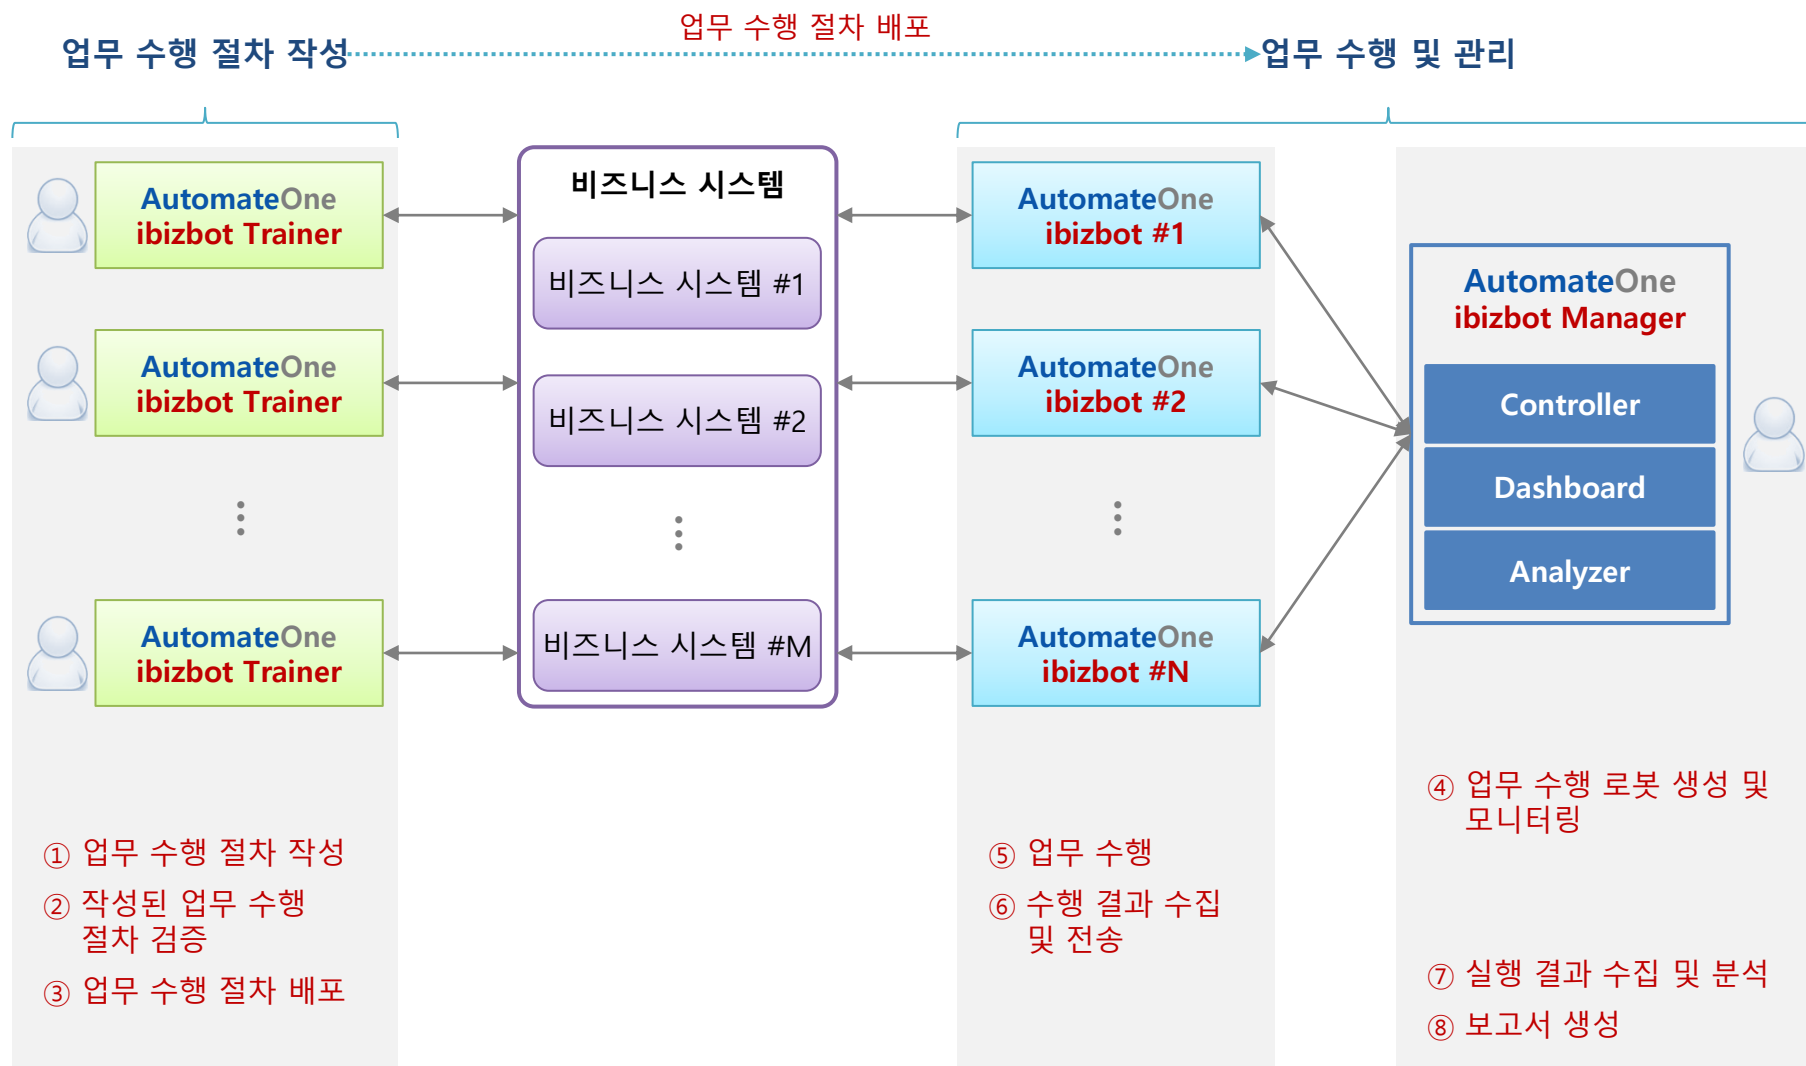 업무 수행 절차 배포
업무 수행 절차 작성
업무 수행 및 관리
AutomateOne
ibizbot Trainer
AutomateOne
ibizbot Trainer
AutomateOne
ibizbot Trainer
① 업무 수행 절차 작성
② 작성된 업무 수행
절차 검증
③ 업무 수행 절차 배포
비즈니스 시스템
비즈니스 시스템 #1
비즈니스 시스템 #2
비즈니스 시스템 #M
AutomateOne
ibizbot #1
AutomateOne
ibizbot #2
AutomateOne
ibizbot #N
⑤ 업무 수행
⑥ 수행 결과 수집
및 전송
AutomateOne
ibizbot Manager
Controller
Dashboard
Analyzer
④ 업무 수행 로봇 생성 및
모니터링
⑦ 실행 결과 수집 및 분석
⑧ 보고서 생성